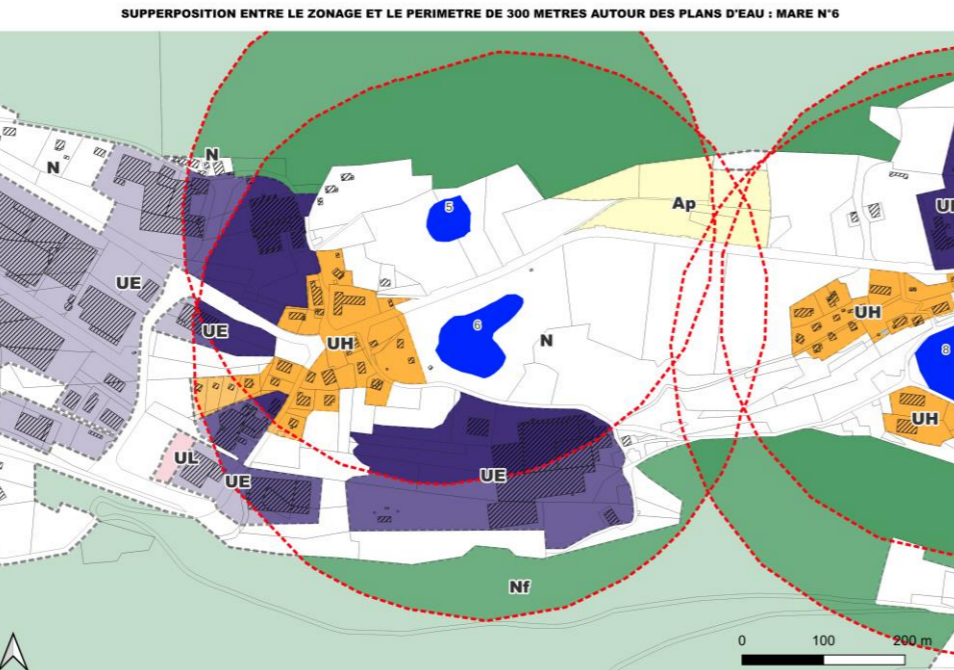 SUPPERPOSITION ENTRE LE ZONAGE ET LE PERIMETRE DE 300 METRES AUTOUR DES PLANS D'EAU : MARE N°6
N
N
5
Ap
UE
UE
6
UH
N
UH
8
UH
UL
UE
UE
Nf
0 100 200 m